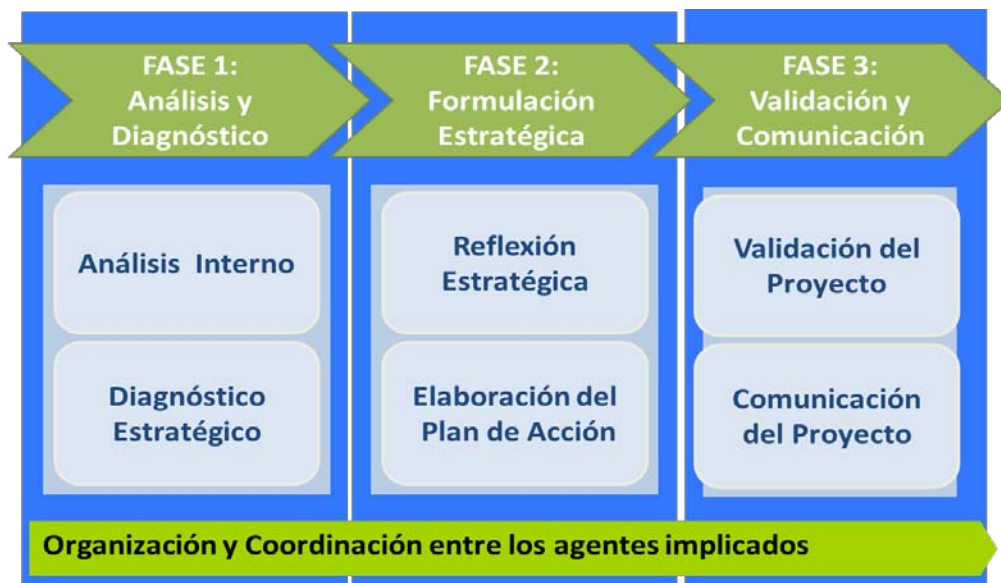 FASE 1:
Análisis y
Diagnóstico
FASE 2:
Formulación
Estratégica
FASE 3:
Validación y
Comunicación
Análisis Interno
Diagnóstico
Estratégico
Reflexión
Estratégica
Elaboración del
Plan de Acción
Validación del
Proyecto
Comunicación
del Proyecto
Organización y Coordinación entre los agentes implicados